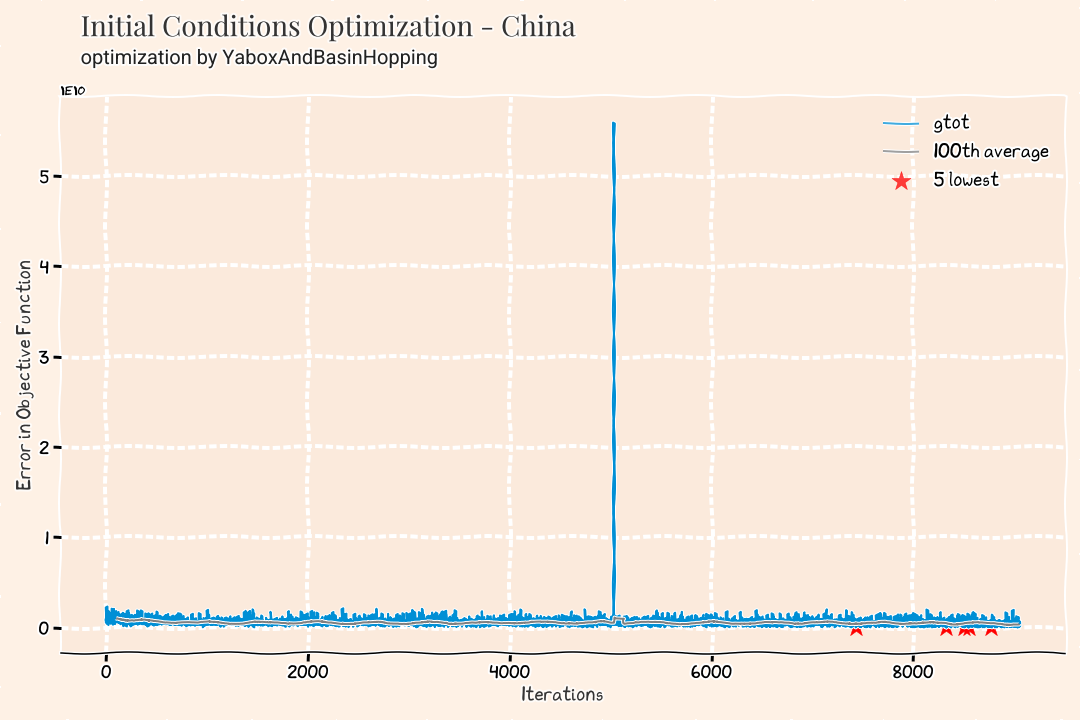 Initial Conditions Optimization - China
optimization by YaboxAndBasinHopping
1E10
gtot
100th average
5 lowest
5
4
3
2
1
0
Error in Objective Function
0 2000 4000 6000 8000
Iterations